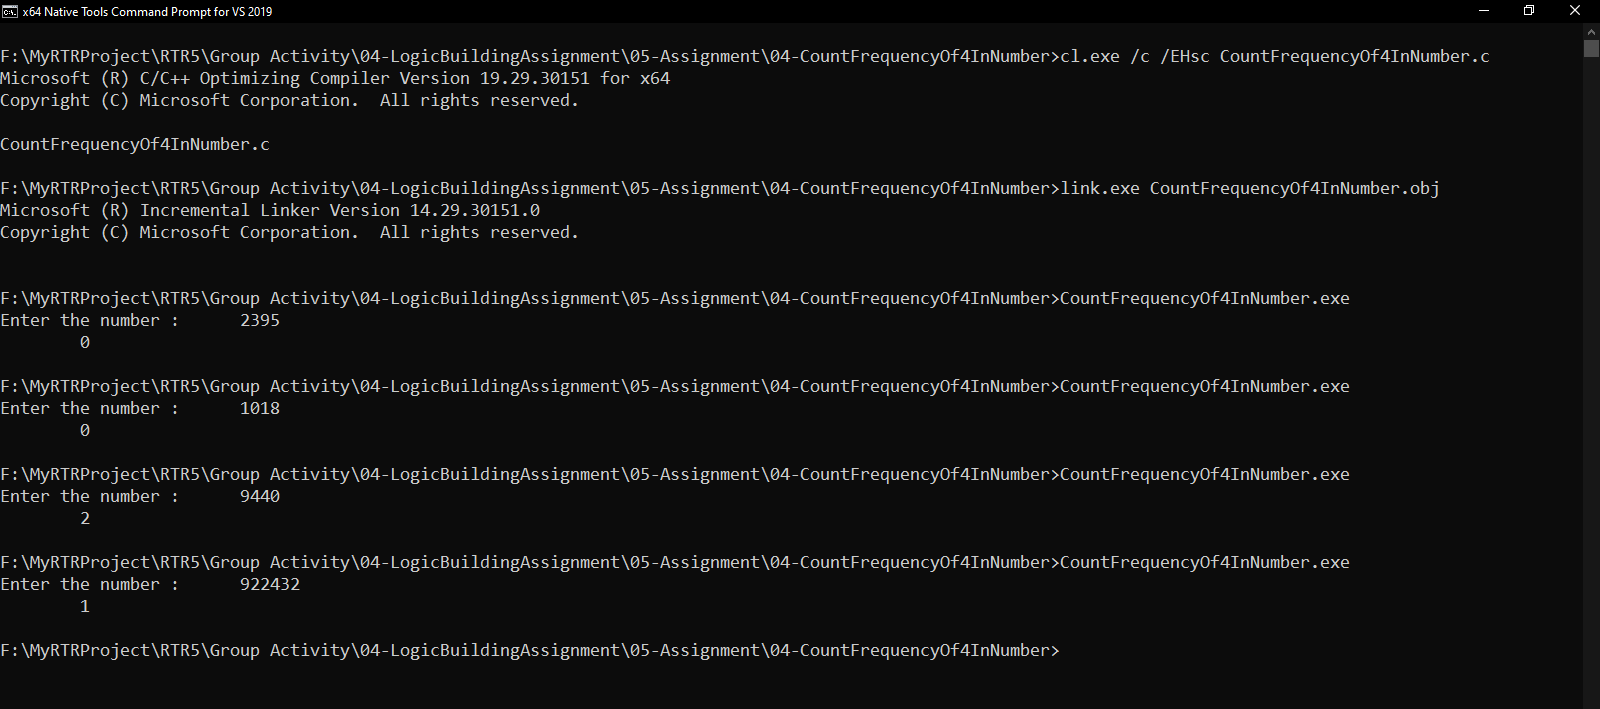 x64 Native Tools Command Prompt for VS 2019
F:\MyRTRProject\RTR5\Group Activity\04-LogicBuildingAssignment\05-Assignment\04-CountFrequencyOf4InNumber>cl.exe /c /EHsc CountFrequencyOf4InNumber.c
Microsoft (R) C/C++ Optimizing Compiler Version 19.29.30151 for x64
Copyright (C) Microsoft Corporation.  All rights reserved.
CountFrequencyOf4InNumber.c
F:\MyRTRProject\RTR5\Group Activity\04-LogicBuildingAssignment\05-Assignment\04-CountFrequencyOf4InNumber>link.exe CountFrequencyOf4InNumber.obj
Microsoft (R) Incremental Linker Version 14.29.30151.0
Copyright (C) Microsoft Corporation.  All rights reserved.
F:\MyRTRProject\RTR5\Group Activity\04-LogicBuildingAssignment\05-Assignment\04-CountFrequencyOf4InNumber>CountFrequencyOf4InNumber.exe
Enter the number :      2395
        0
F:\MyRTRProject\RTR5\Group Activity\04-LogicBuildingAssignment\05-Assignment\04-CountFrequencyOf4InNumber>CountFrequencyOf4InNumber.exe
Enter the number :      1018
        0
F:\MyRTRProject\RTR5\Group Activity\04-LogicBuildingAssignment\05-Assignment\04-CountFrequencyOf4InNumber>CountFrequencyOf4InNumber.exe
Enter the number :      9440
        2
F:\MyRTRProject\RTR5\Group Activity\04-LogicBuildingAssignment\05-Assignment\04-CountFrequencyOf4InNumber>CountFrequencyOf4InNumber.exe
Enter the number :      922432
        1
F:\MyRTRProject\RTR5\Group Activity\04-LogicBuildingAssignment\05-Assignment\04-CountFrequencyOf4InNumber>